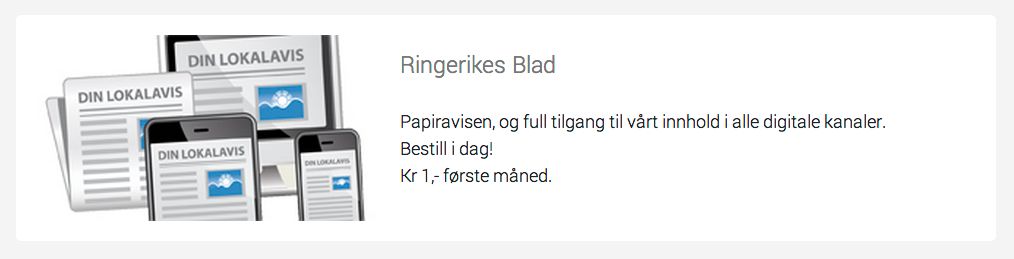 DIN LOKALAVIS
DIN LOKALAVIS
DIN LOKALAVIS
DIN LOKALAVIS
Ringerikes Blad
Papiravisen, og full tilgang til vårt innhold i alle digitale kanaler.
Bestill i dag!
Kr 1,- første måned.